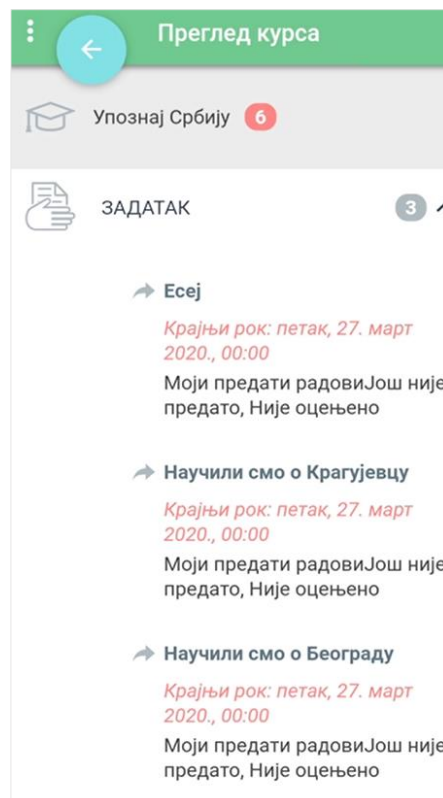 Преглед курса
Упознај Србију 6
ЗАДАТАК 3
Есеј
Крајњи рок: петак, 27. март
2020., 00:00
Моји предати радовиЈош није
предато, Није оцењено
Научили смо о Крагујевцу
Крајњи рок: петак, 27. март
2020., 00:00
Моји предати радовиЈош није
предато, Није оцењено
Научили смо о Београду
Крајњи рок: петак, 27. март
2020., 00:00
Моји предати радовиЈош није
предато, Није оцењено